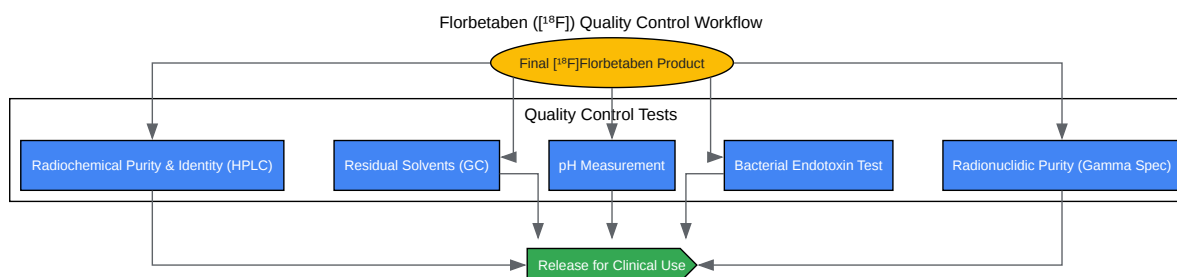 Florbetaben ([¹⁸F]) Quality Control Workflow
Final [¹⁸F]Florbetaben Product
Quality Control Tests
Radiochemical Purity & Identity (HPLC)
Residual Solvents (GC)
pH Measurement
Bacterial Endotoxin Test
Radionuclidic Purity (Gamma Spec)
Release for Clinical Use